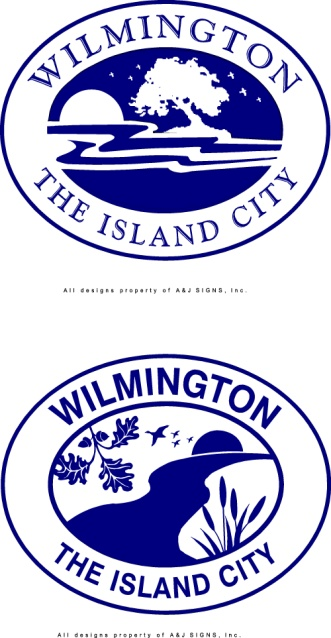 WILMINGTON
THE ISLAND CITY
All designs property of A&J SIGNS, Inc.
WILMINGTON
THE ISLAND CITY
All designs property of A&J SIGNS, Inc.